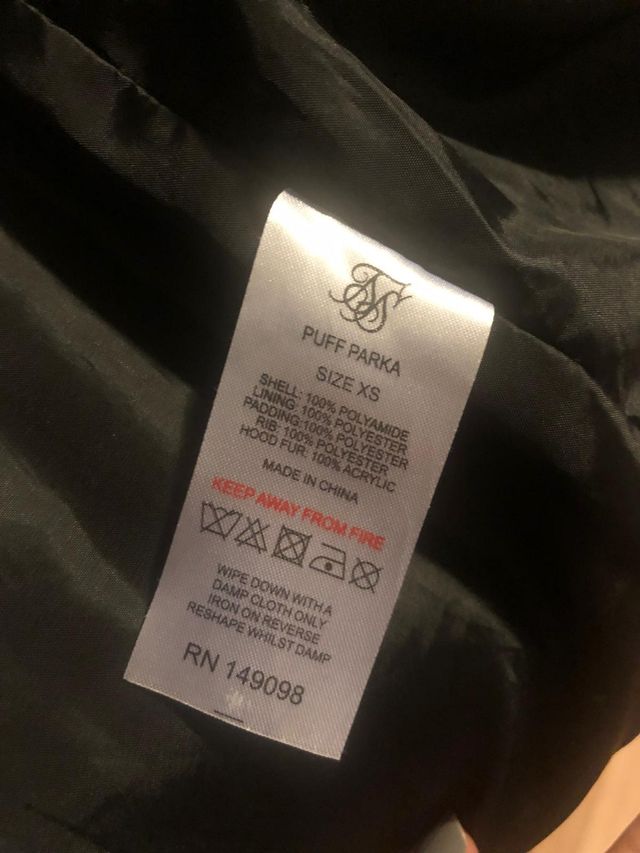 PUFF PARKA
SIZE XS
SHELL: 100% POLYAMIDE
LINING: 100% POLYESTER
PADDING:100% POLYESTER
RIB: 100% POLYESTER
HOOD FUR: 100% ACRYLIC
MADE IN CHINA
KEEP AWAY FROM FIRE
WIPE DOWN WITH A
DAMP CLOTH ONLY
IRON ON REVERSE
RESHAPE WHILST DAMP
RN 149098